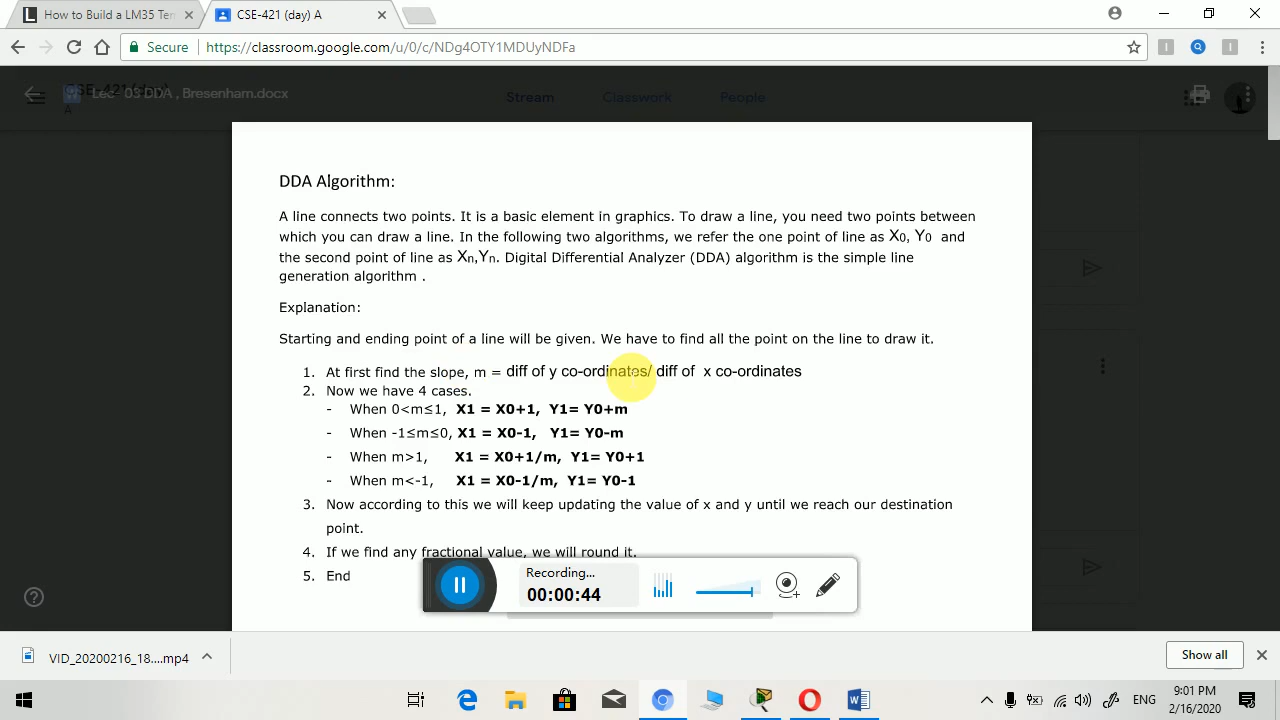 How to Build a LM35 Ten
CSE-421 (day) A
Secure
https://classroom.google.com/u/0/c/NDg4OTY1MDUyNDFa
Lec- 03 DDA , Bresenham.docx
Stream
Classwork
People
DDA Algorithm:
A line connects two points. It is a basic element in graphics. To draw a line, you need two points between
which you can draw a line. In the following two algorithms, we refer the one point of line as X0, Y0 and
the second point of line as Xn,Yn. Digital Differential Analyzer (DDA) algorithm is the simple line
generation algorithm .
Explanation:
Starting and ending point of a line will be given. We have to find all the point on the line to draw it.
1. At first find the slope, m = diff of y co-ordinates/ diff of x co-ordinates
2. Now we have 4 cases.
- When 0<m≤1, X1 = X0+1, Y1= Y0+m
- When -1≤m≤0, X1 = X0-1, Y1= Y0-m
- When m>1, X1 = X0+1/m, Y1= Y0+1
- When m<-1, X1 = X0-1/m, Y1= Y0-1
3. Now according to this we will keep updating the value of x and y until we reach our destination
point.
4. If we find any fractional value, we will round it.
5. End
Recording...
00:00:44
VID_20200216_18....mp4
Show all
ENG
9:01 PM
2/16/2020